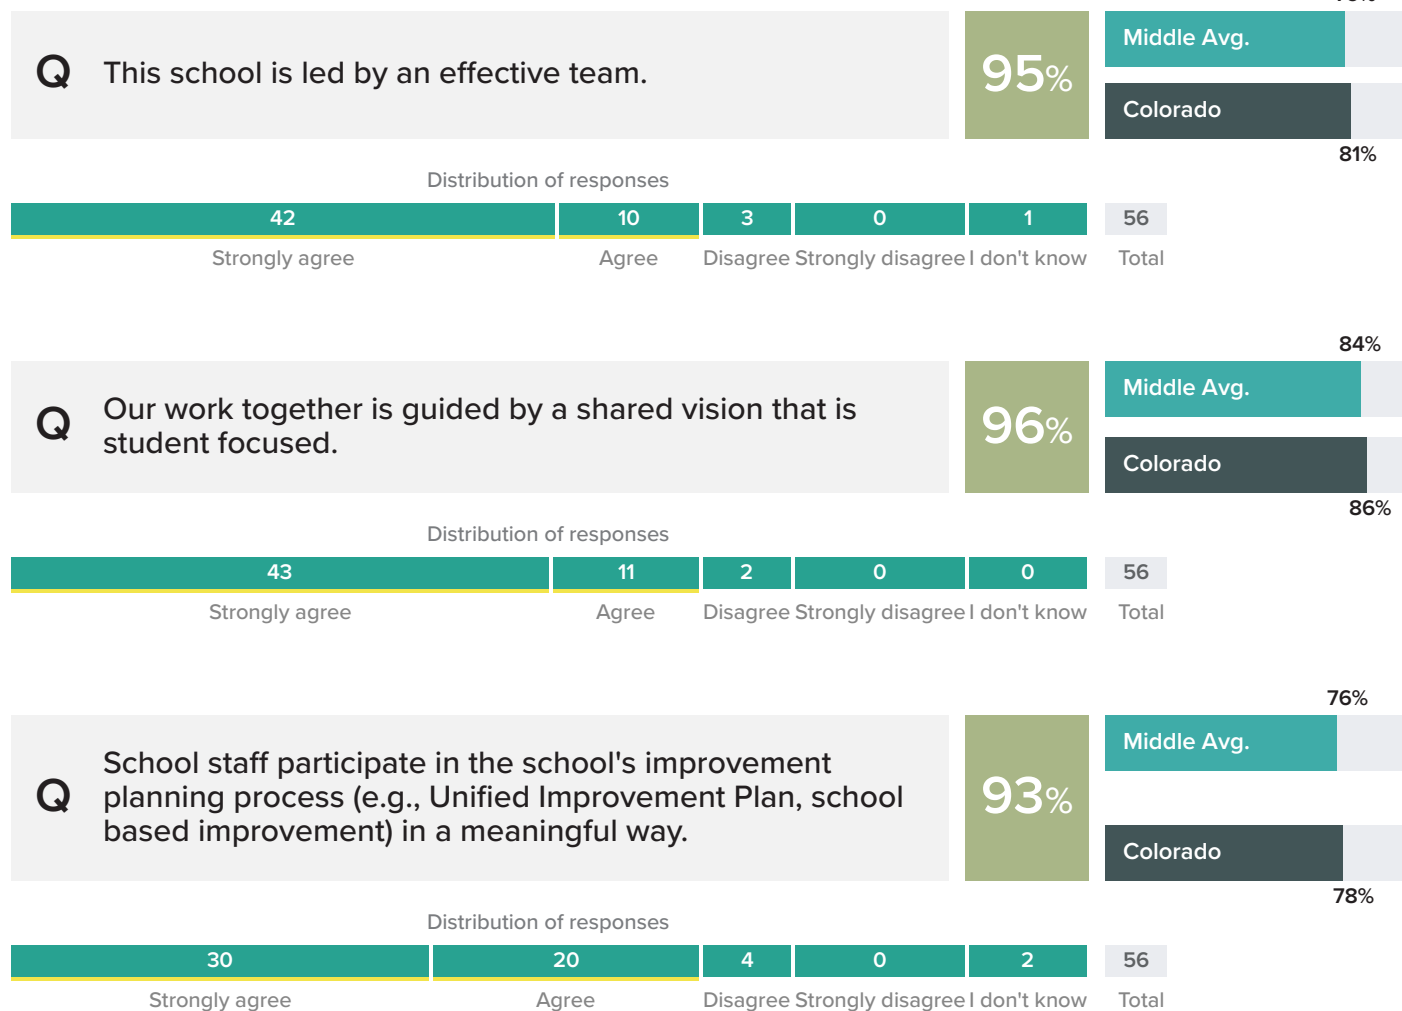 Q This school is led by an effective team.
95%
Middle Avg.
Colorado
81%
Distribution of responses
42 10 3 0 1 56
Strongly agree Agree Disagree Strongly disagree I don't know Total
84%
Q Our work together is guided by a shared vision that is
student focused.
96%
Middle Avg.
Colorado
86%
Distribution of responses
43 11 2 0 0 56
Strongly agree Agree Disagree Strongly disagree I don't know Total
76%
Q School staff participate in the school's improvement
planning process (e.g., Unified Improvement Plan, school
based improvement) in a meaningful way.
93%
Middle Avg.
Colorado
78%
Distribution of responses
30 20 4 0 2 56
Strongly agree Agree Disagree Strongly disagree I don't know Total